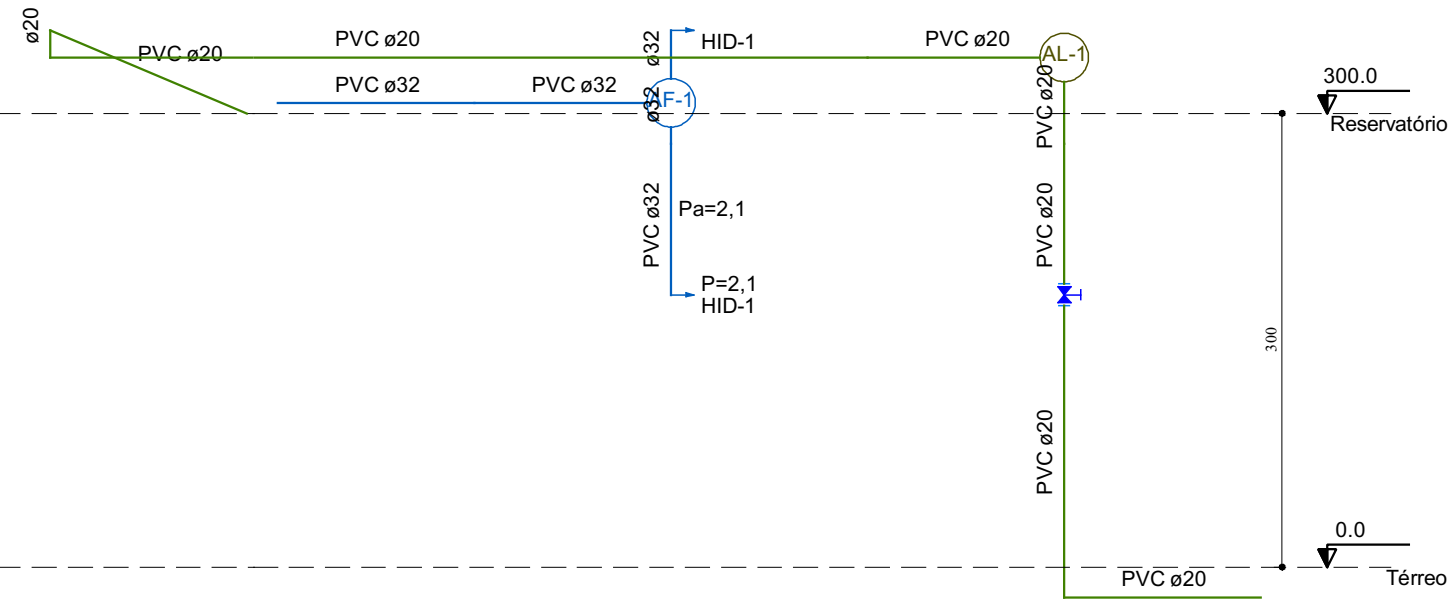 ø20
PVC ø20
PVC ø20
ø32
HID-1
PVC ø20
AL-1
PVC ø32
PVC ø32
ø32
AF-1
PVC ø20
300.0
Reservatório
PVC ø32
Pa=2,1
PVC ø20
P=2,1
HID-1
300
PVC ø20
0.0
PVC ø20
Térreo